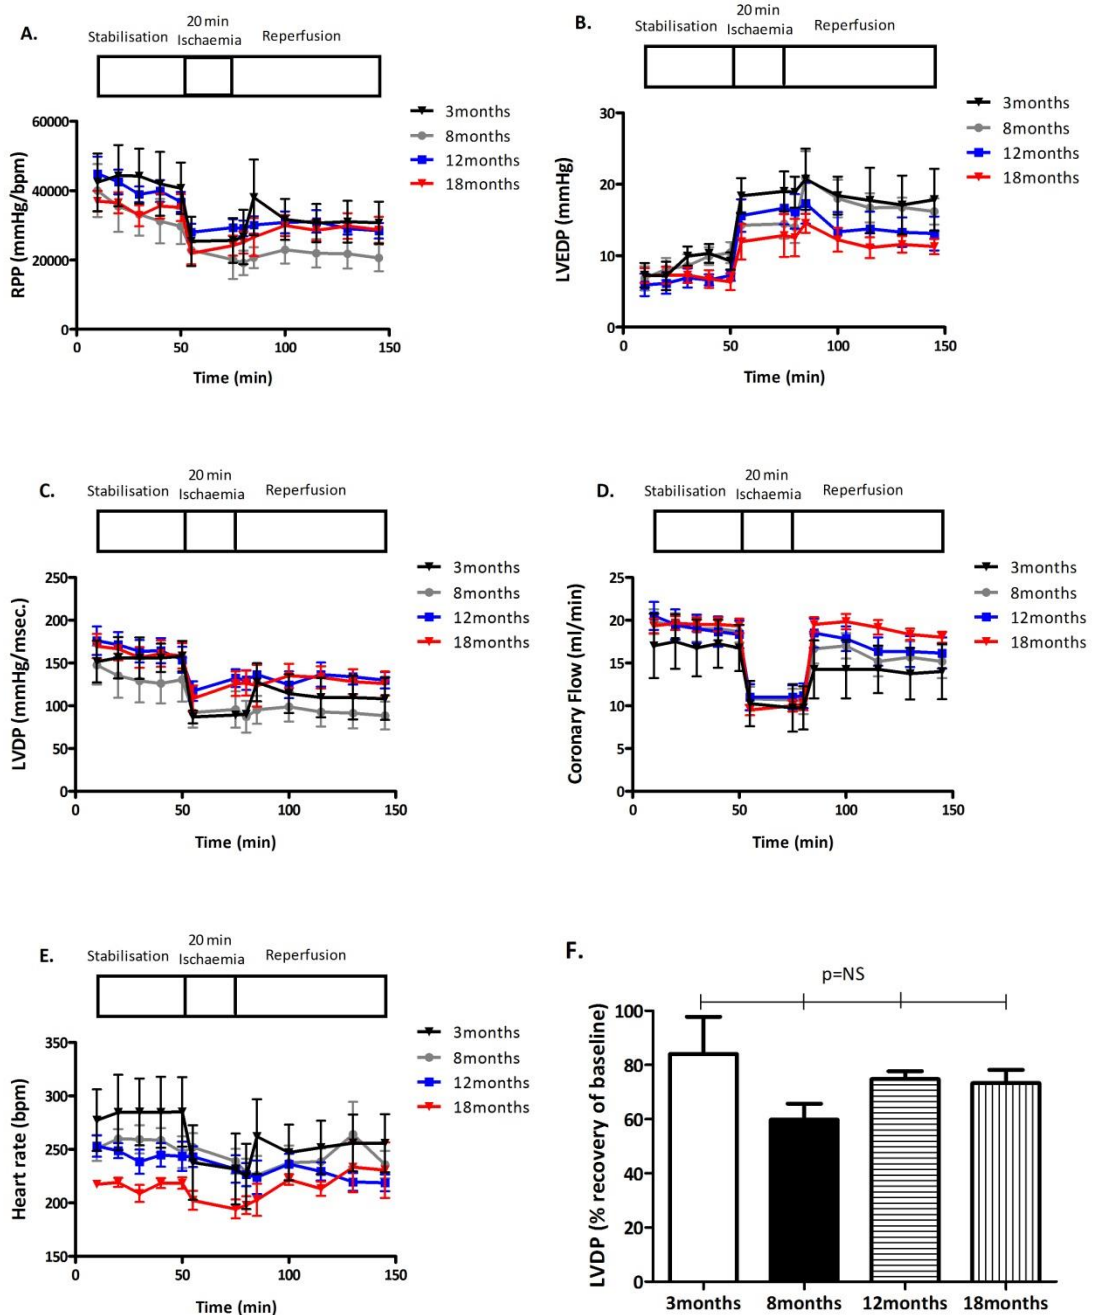 A.
Stabilisation
20 min
Ischaemia
Reperfusion
3months
8months
12months
18months
RPP (mmHg/bpm)
60000
40000
20000
0
0 50 100 150
Time (min)
B.
Stabilisation
20 min
Ischaemia
Reperfusion
3months
8months
12months
18months
LVEDP (mmHg)
30
20
10
0
0 50 100 150
Time (min)
C.
Stabilisation
20 min
Ischaemia
Reperfusion
3months
8months
12months
18months
LVDP (mmHg/msec.)
250
200
150
100
50
0
0 50 100 150
Time (min)
D.
Stabilisation
20 min
Ischaemia
Reperfusion
3months
8months
12months
18months
Coronary Flow (ml/min)
25
20
15
10
5
0
0 50 100 150
Time (min)
E.
Stabilisation
20 min
Ischaemia
Reperfusion
3months
8months
12months
18months
Heart rate (bpm)
350
300
250
200
150
0 50 100 150
Time (min)
F.
p=NS
LVDP (% recovery of baseline)
100
80
60
40
20
0
3months 8months 12months 18months